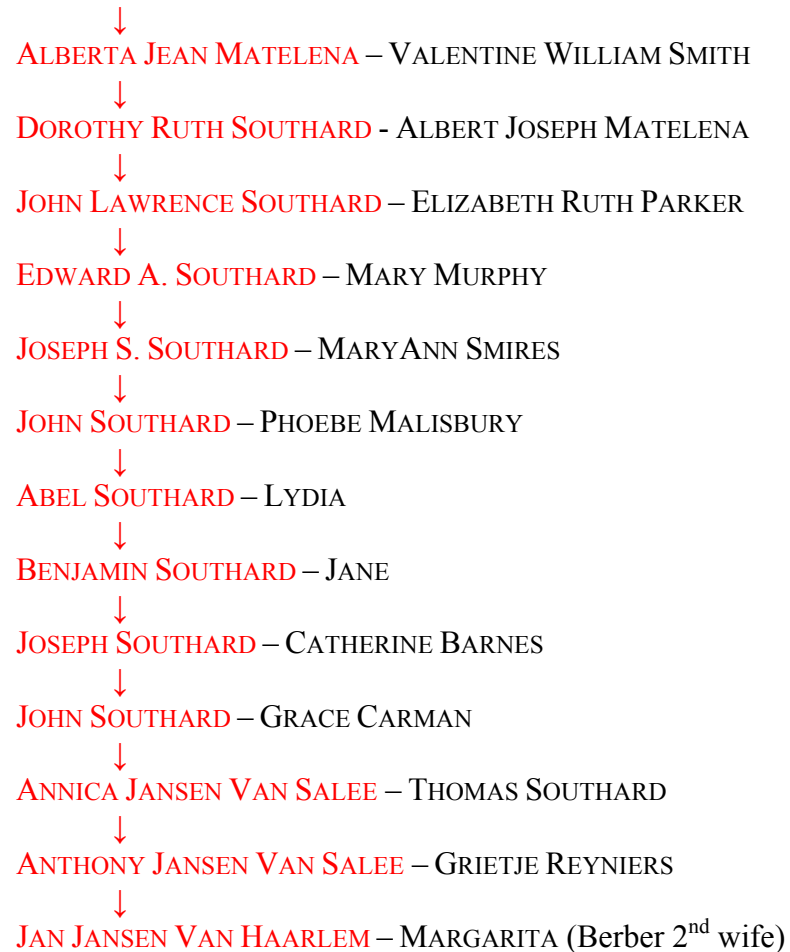 ↓
ALBERTA JEAN MATELENA – VALENTINE WILLIAM SMITH
↓
DOROTHY RUTH SOUTHARD - ALBERT JOSEPH MATELENA
↓
JOHN LAWRENCE SOUTHARD – ELIZABETH RUTH PARKER
↓
EDWARD A. SOUTHARD – MARY MURPHY
↓
JOSEPH S. SOUTHARD – MARYANN SMIRES
↓
JOHN SOUTHARD – PHOEBE MALISBURY
↓
ABEL SOUTHARD – LYDIA
↓
BENJAMIN SOUTHARD – JANE
↓
JOSEPH SOUTHARD – CATHERINE BARNES
↓
JOHN SOUTHARD – GRACE CARMAN
↓
ANNICA JANSEN VAN SALEE – THOMAS SOUTHARD
↓
ANTHONY JANSEN VAN SALEE – GRIETJE REYNIERS
↓
JAN JANSEN VAN HAARLEM – MARGARITA (Berber 2nd wife)